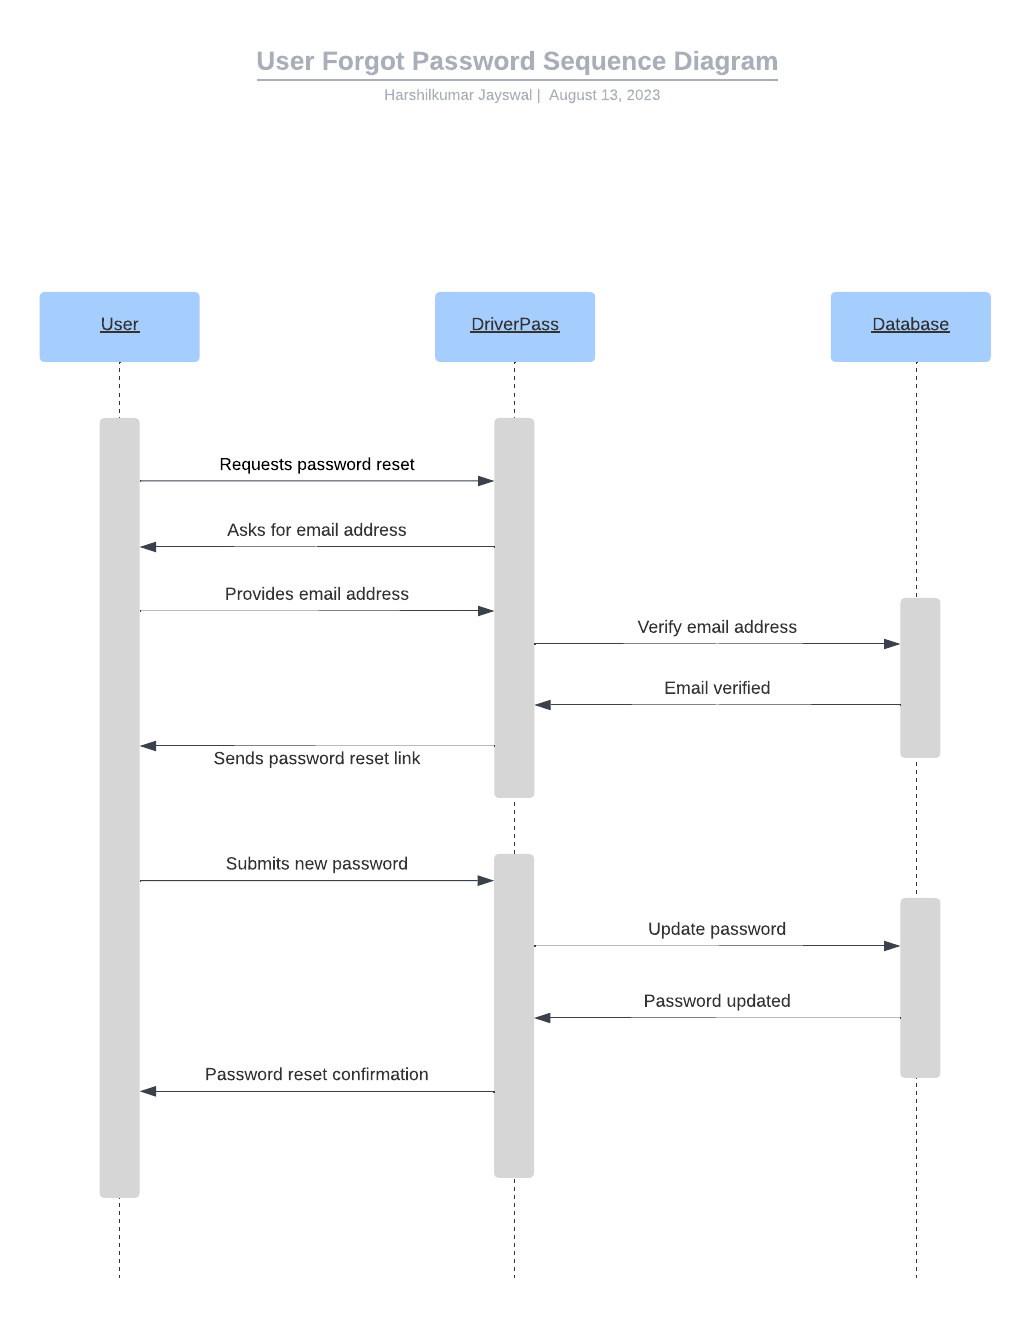 User Forgot Password Sequence Diagram
Harshilkumar Jayswal | August 13, 2023
User
DriverPass
Database
Requests password reset
Asks for email address
Provides email address
Verify email address
Email verified
Sends password reset link
Submits new password
Update password
Password updated
Password reset confirmation